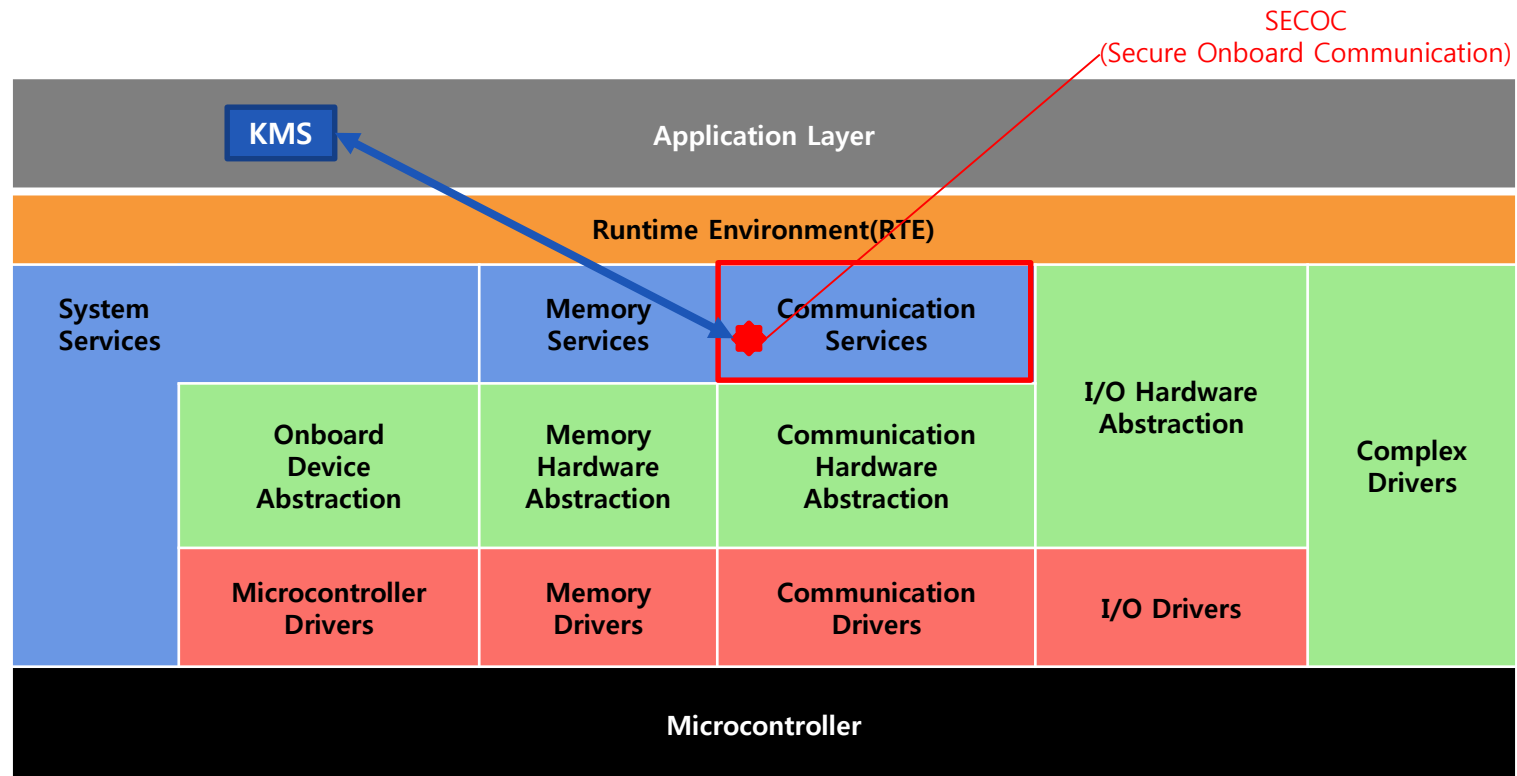 SECOC
(Secure Onboard Communication)
KMS
Application Layer
Runtime Environment(RTE)
System
Services
Memory
Services
Communication
Services
I/O Hardware
Abstraction
Complex
Drivers
Onboard
Device
Abstraction
Memory
Hardware
Abstraction
Communication
Hardware
Abstraction
Microcontroller
Drivers
Memory
Drivers
Communication
Drivers
I/O Drivers
Microcontroller